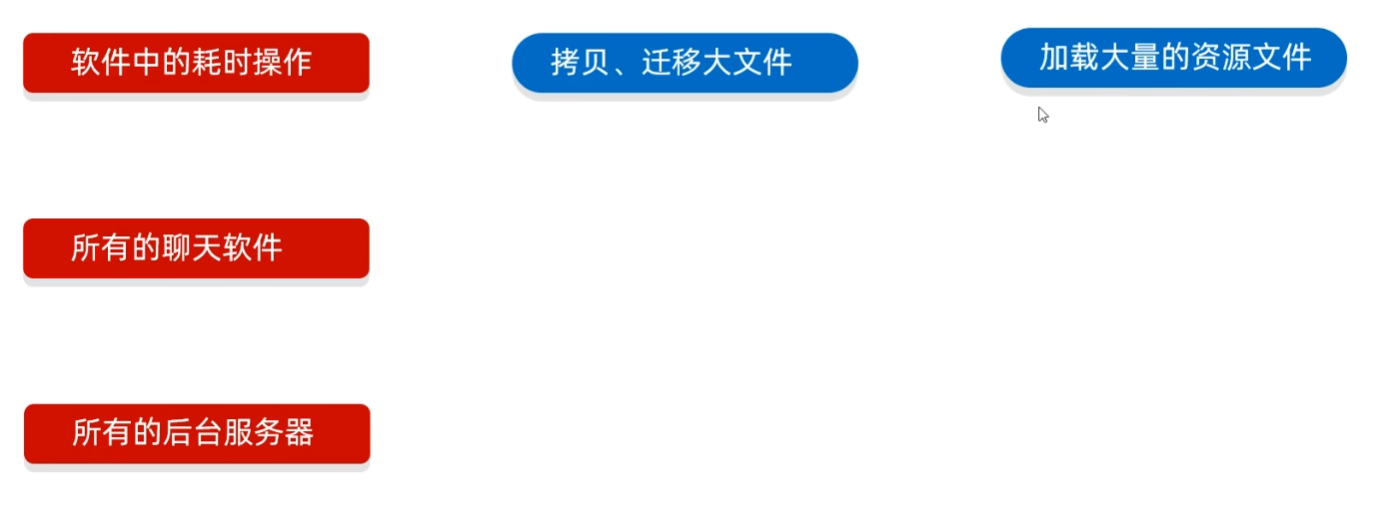 软件中的耗时操作
拷贝、迁移大文件
加载大量的资源文件
所有的聊天软件
所有的后台服务器